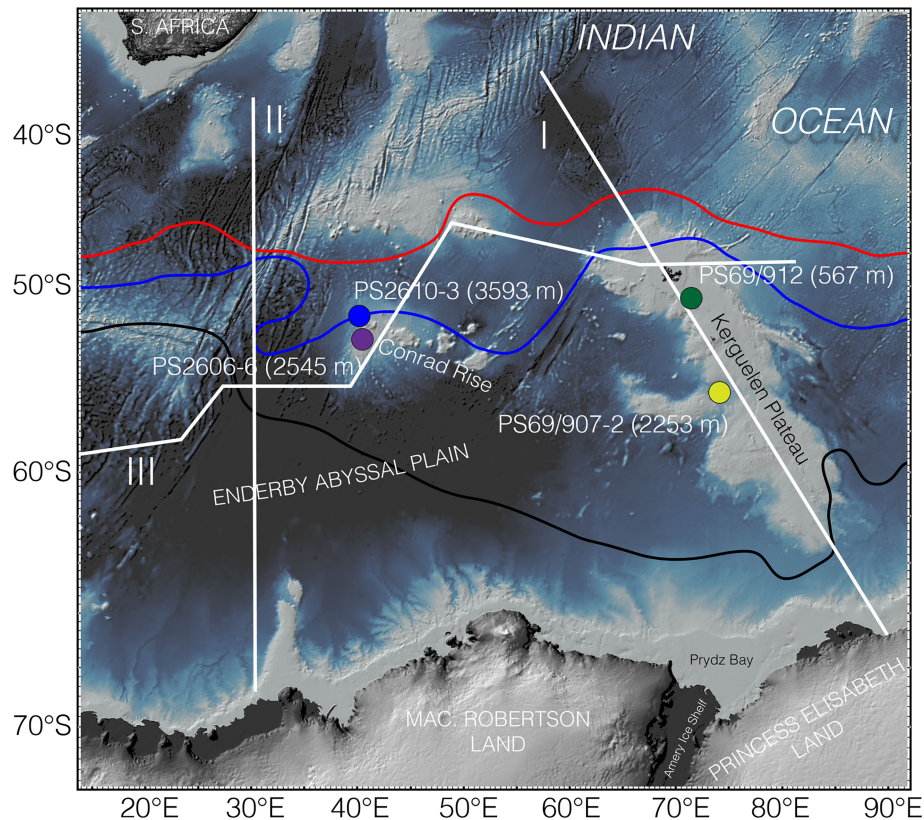 S. AFRICA
INDIAN
OCEAN
40°S
II
I
50°S
PS69/912 (567 m)
PS2610-3 (3593 m)
Kerguelen Plateau
Conrad Rise
PS2606-6 (2545 m)
PS69/907-2 (2253 m)
60°S
III
ENDERBY ABYSSAL PLAIN
Prydz Bay
70°S
MAC. ROBERTSON
LAND
Amery Ice Shelf
PRINCESS ELISABETH
LAND
20°E
30°E
40°E
50°E
60°E
70°E
80°E
90°E